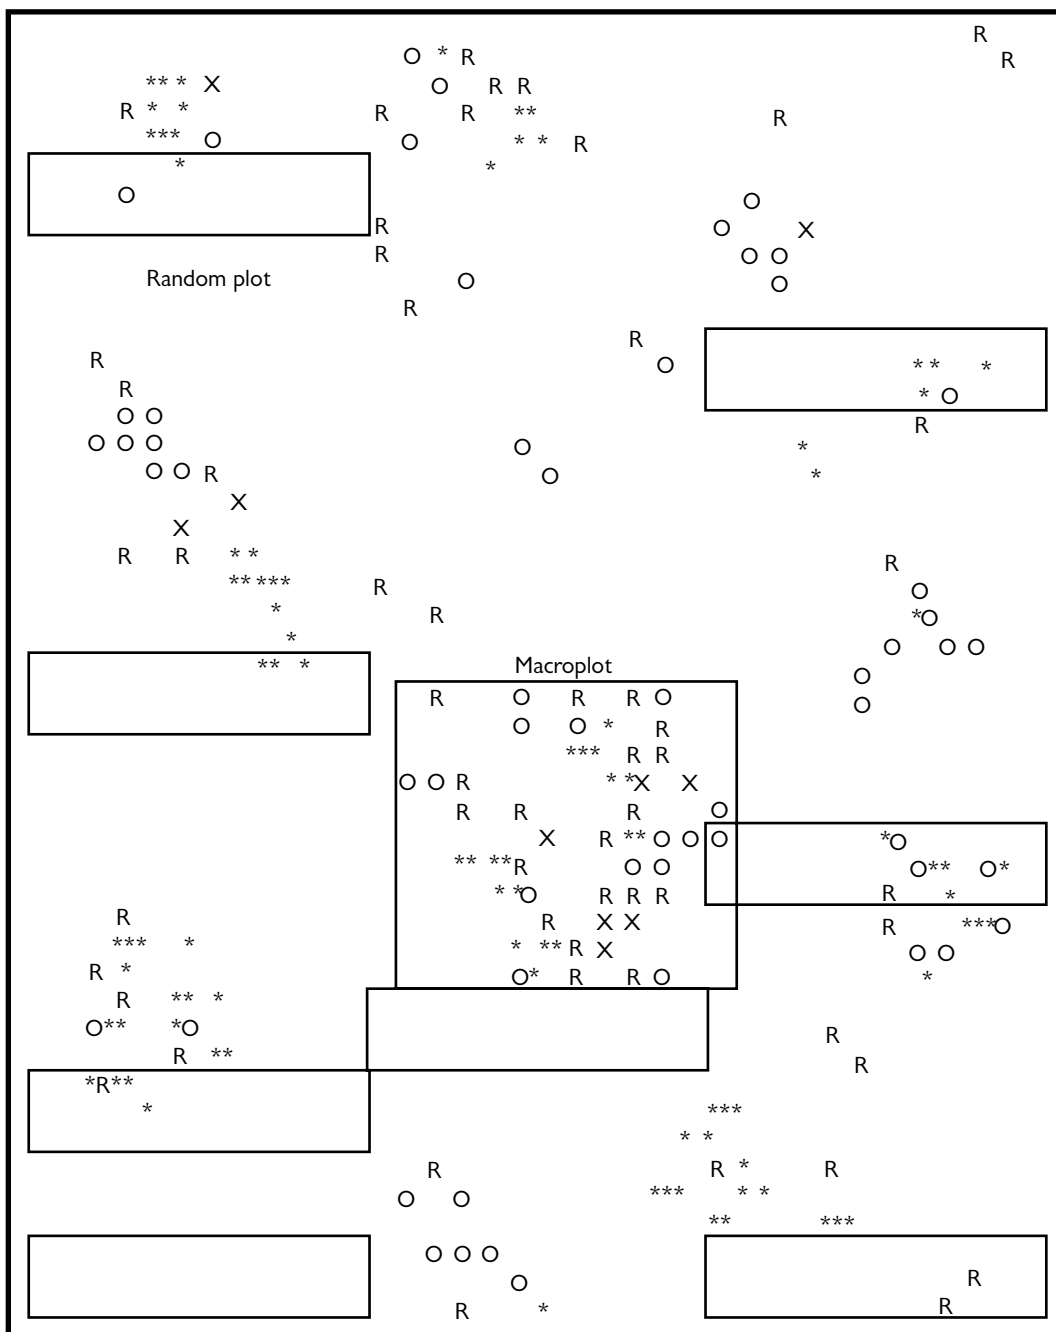 R
O * R R
** * X O R R
R * * R R ** R
*** O O * * R
* *
O O
R O X
R O O
Random plot O O
R
R
R O ** *
R * O
O O R
O O O O *
O O R O *
X
X
R R ** R
** *** R O
* R *O
* O O O
** * Macroplot O
R O R R O O
O O * R
*** R R
O O R * * X X
R R R O
X R ** O O O *O
** ** R O O O** O*
* * O R R R R *
R R X X R *** O
*** * * ** R X O O
R * O* R R O *
R ** *
O** *O R
R ** R
*R**
* ***
* *
R R * R
O O *** * *
** ***
O O O
O R
R * R